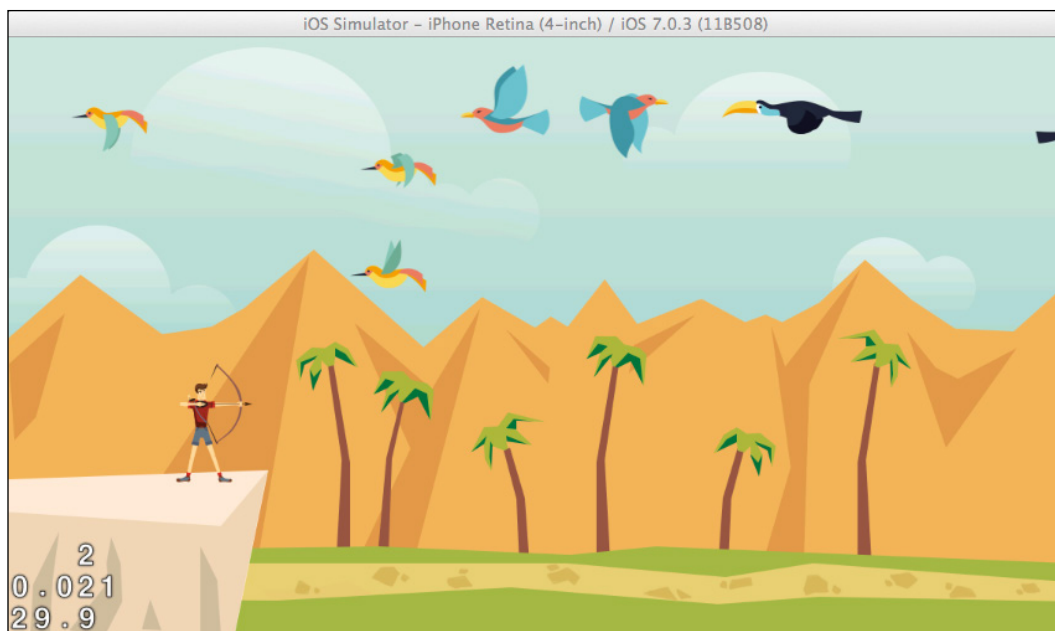 iOS Simulator – iPhone Retina (4-inch) / iOS 7.0.3 (11B508)
2
0.021
29.9